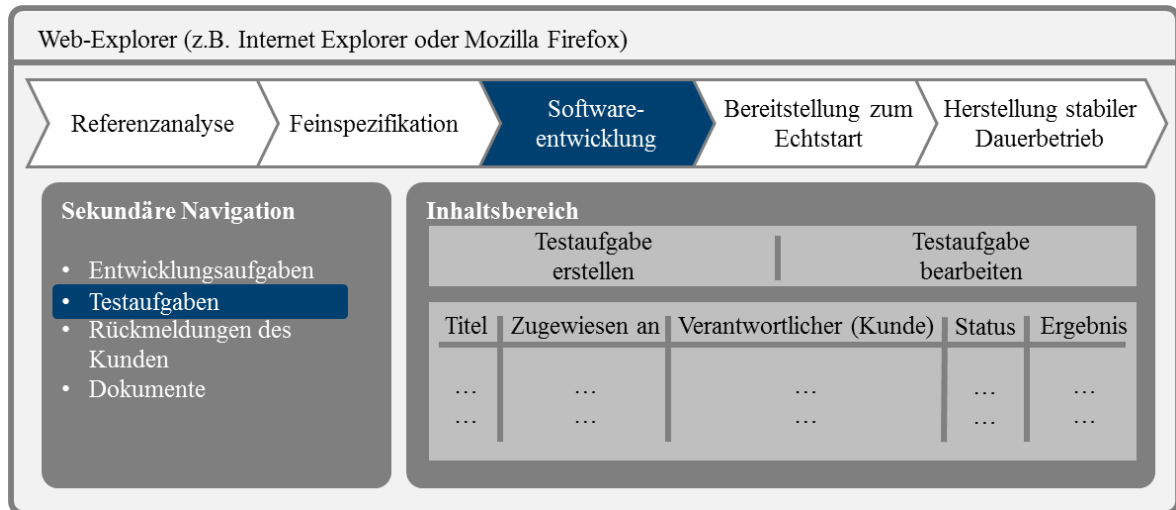 Web-Explorer (z.B. Internet Explorer oder Mozilla Firefox)
Referenzanalyse
Feinspezifikation
Software-
entwicklung
Bereitstellung zum
Echtstart
Herstellung stabiler
Dauerbetrieb
Sekundäre Navigation
• Entwicklungsaufgaben
• Testaufgaben
• Rückmeldungen des
Kunden
• Dokumente
Inhaltsbereich
Testaufgabe
erstellen
Testaufgabe
bearbeiten
Titel Zugewiesen an Verantwortlicher (Kunde) Status Ergebnis
… … … … …
… … … … …